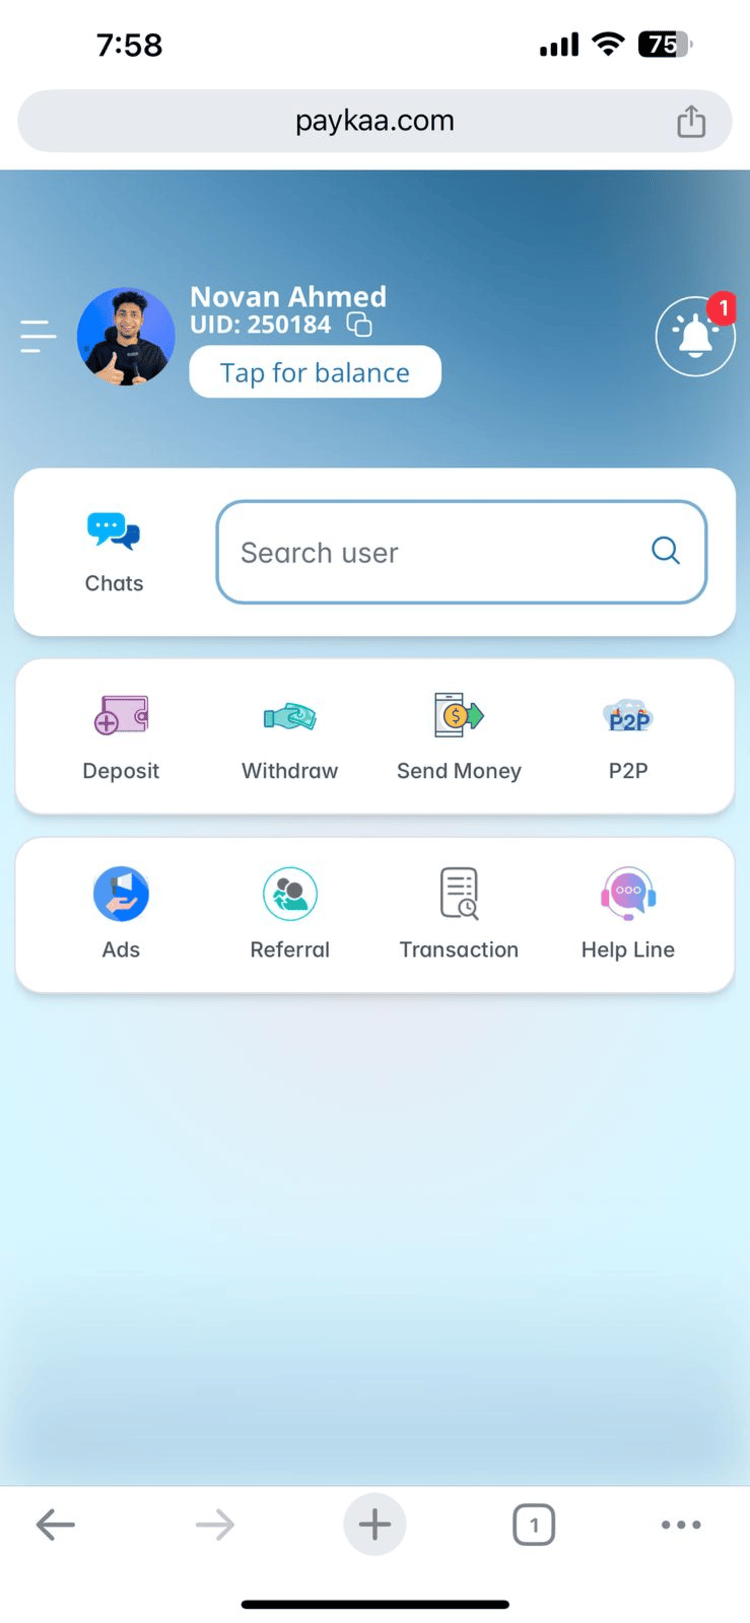 7:58
75
paykaa.com
Novan Ahmed
UID: 250184
1
Tap for balance
Chats
Search user
P2P
Deposit
Withdraw
Send Money
P2P
Ads
Referral
Transaction
Help Line
1